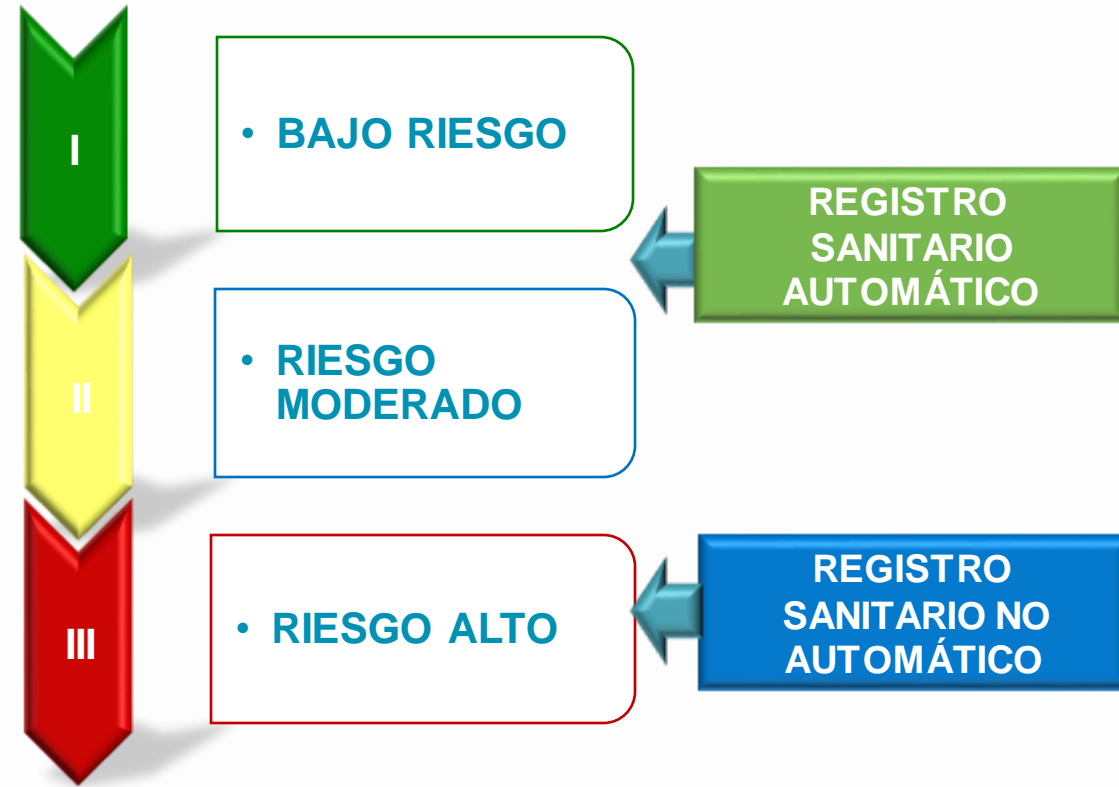 I
• BAJO RIESGO
REGISTRO
SANITARIO
AUTOMÁTICO
II
• RIESGO
MODERADO
III
• RIESGO ALTO
REGISTRO
SANITARIO NO
AUTOMÁTICO